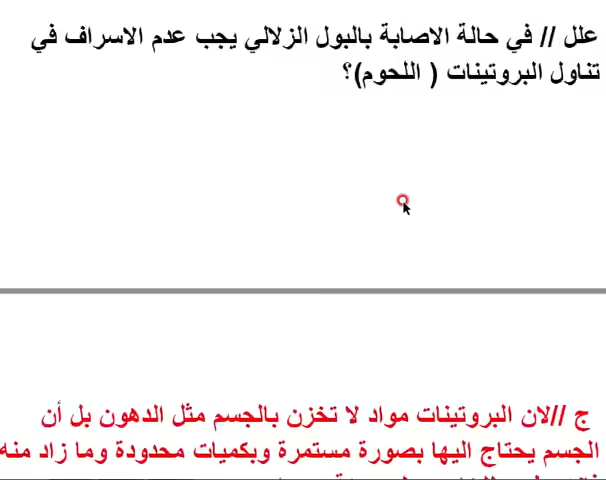 علل // في حالة الاصابة بالبول الزلالي يجب عدم الاسراف في
تناول البروتينات ( اللحوم)؟
ج //لان البروتينات مواد لا تخزن بالجسم مثل الدهون بل أن
الجسم يحتاج اليها بصورة مستمرة وبكميات محدودة وما زاد منه